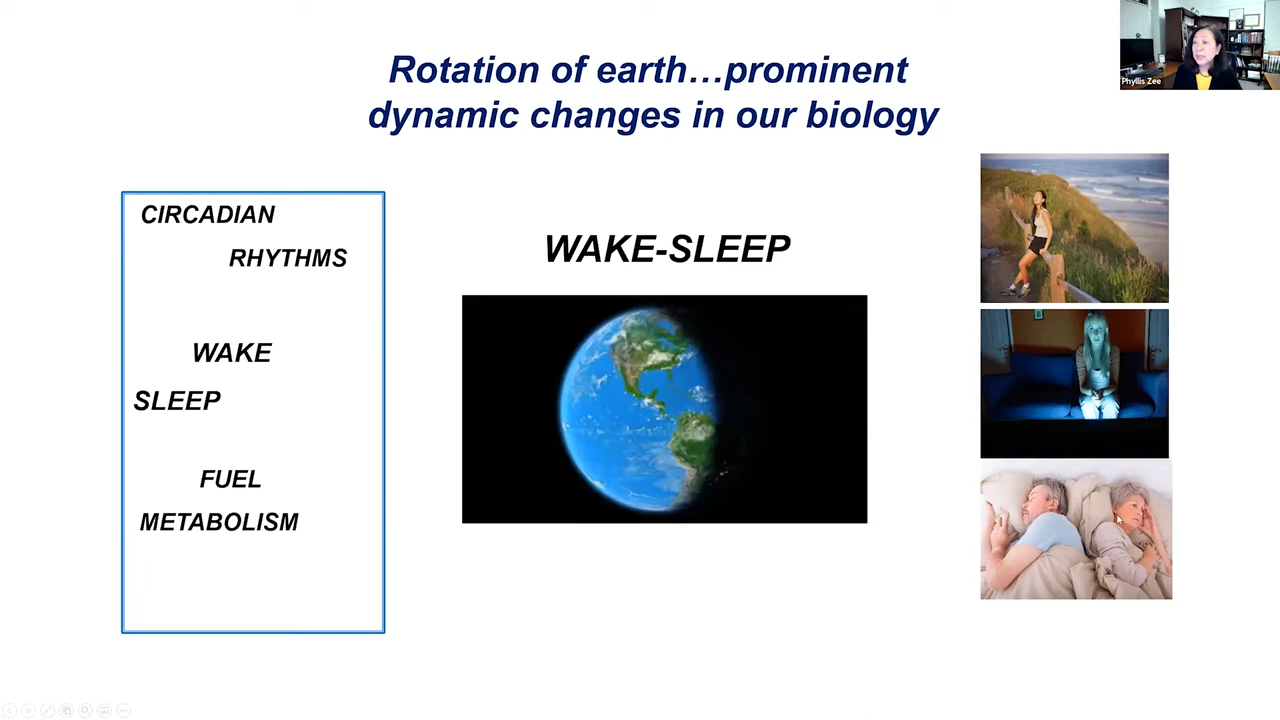 Rotation of earth…prominent
dynamic changes in our biology
Phyllis Zee
CIRCADIAN
RHYTHMS
WAKE
SLEEP
FUEL
METABOLISM
WAKE-SLEEP